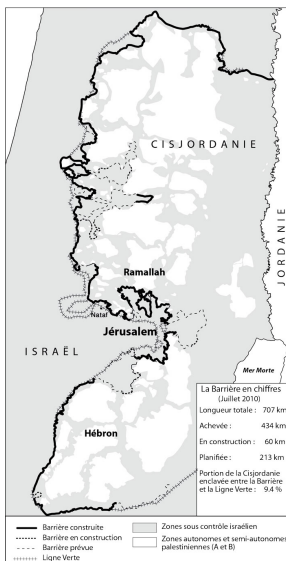 CISJORDANIE
JORDANIE
Ramallah
Nataf
Jérusalem
ISRAËL
Mer Morte
Hébron
La Barrière en chiffres
(Juillet 2010)
Longueur totale : 707 km
Achevée : 434 km
En construction : 60 km
Planifiée : 213 km
Portion de la Cisjordanie
enclavée entre la Barrière
et la Ligne Verte : 9.4 %
Barrière construite
Barrière en construction
Barrière prévue
Ligne Verte
Zones sous contrôle israélien
Zones autonomes et semi-autonomes
palestiniennes (A et B)